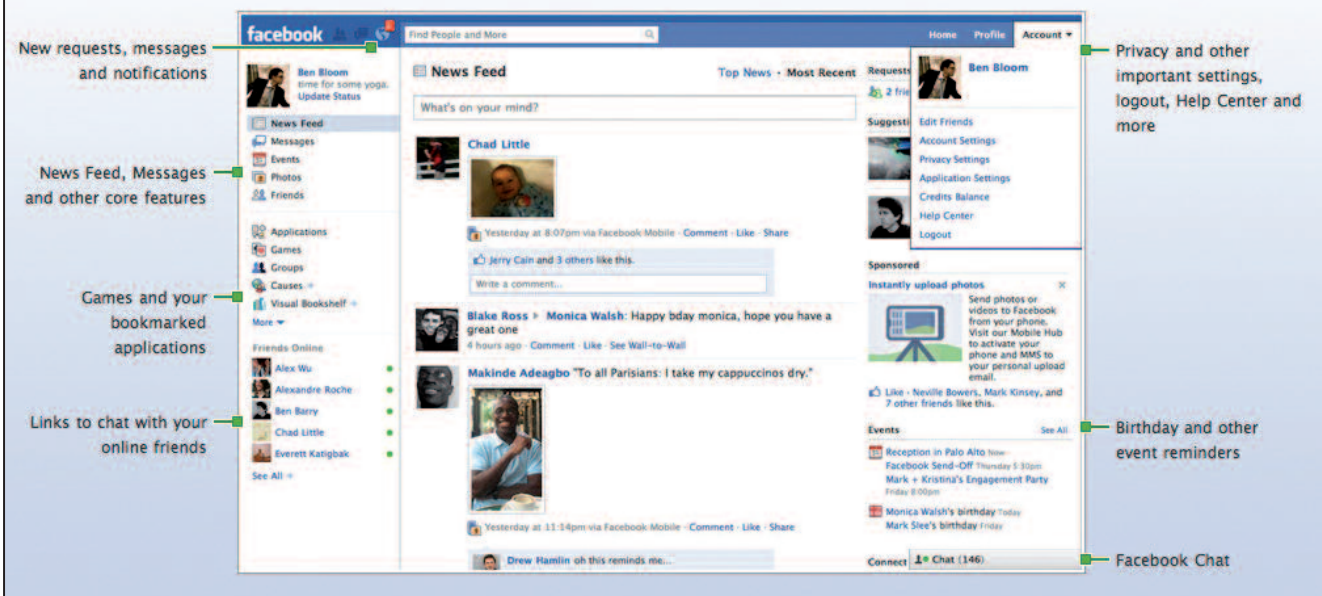 New requests, messages
and notifications
News Feed, Messages
and other core features
Games and your
bookmarked
applications
Links to chat with your
online friends
facebook
Find People and More
Home Profile Account
Ben Bloom
time for some yoga.
Update Status
News Feed
Messages
Events
Photos
Friends
Applications
Games
Groups
Causes
Visual Bookshelf
More
Friends Online
Alex Wu
Alexandre Roche
Ben Barry
Chad Little
Everett Katigbak
See All
News Feed
Top News · Most Recent
What's on your mind?
Chad Little
Yesterday at 8:07pm via Facebook Mobile · Comment · Like · Share
Jerry Cain and 3 others like this.
Write a comment...
Blake Ross ▸ Monica Walsh: Happy bday monica, hope you have a
great one
4 hours ago · Comment · Like · See Wall-to-Wall
Makinde Adeagbo "To all Parisians: I take my cappuccinos dry."
Yesterday at 11:14pm via Facebook Mobile · Comment · Like · Share
Drew Hamlin oh this reminds me...
Requests
2 frie
Suggesti
Ben Bloom
Edit Friends
Account Settings
Privacy Settings
Application Settings
Credits Balance
Help Center
Logout
Sponsored
Instantly upload photos
Send photos or
videos to Facebook
from your phone.
Visit our Mobile Hub
to activate your
phone and MMS to
your personal upload
email.
Like · Neville Bowers, Mark Kinsey, and
7 other friends like this.
Events See All
Reception in Palo Alto Now
Facebook Send-Off Thursday 5:30pm
Mark + Kristina's Engagement Party
Friday 8:00pm
Monica Walsh's birthday Today
Mark Slee's birthday Friday
Connect
Chat (146)
Privacy and other
important settings,
logout, Help Center and
more
Birthday and other
event reminders
Facebook Chat